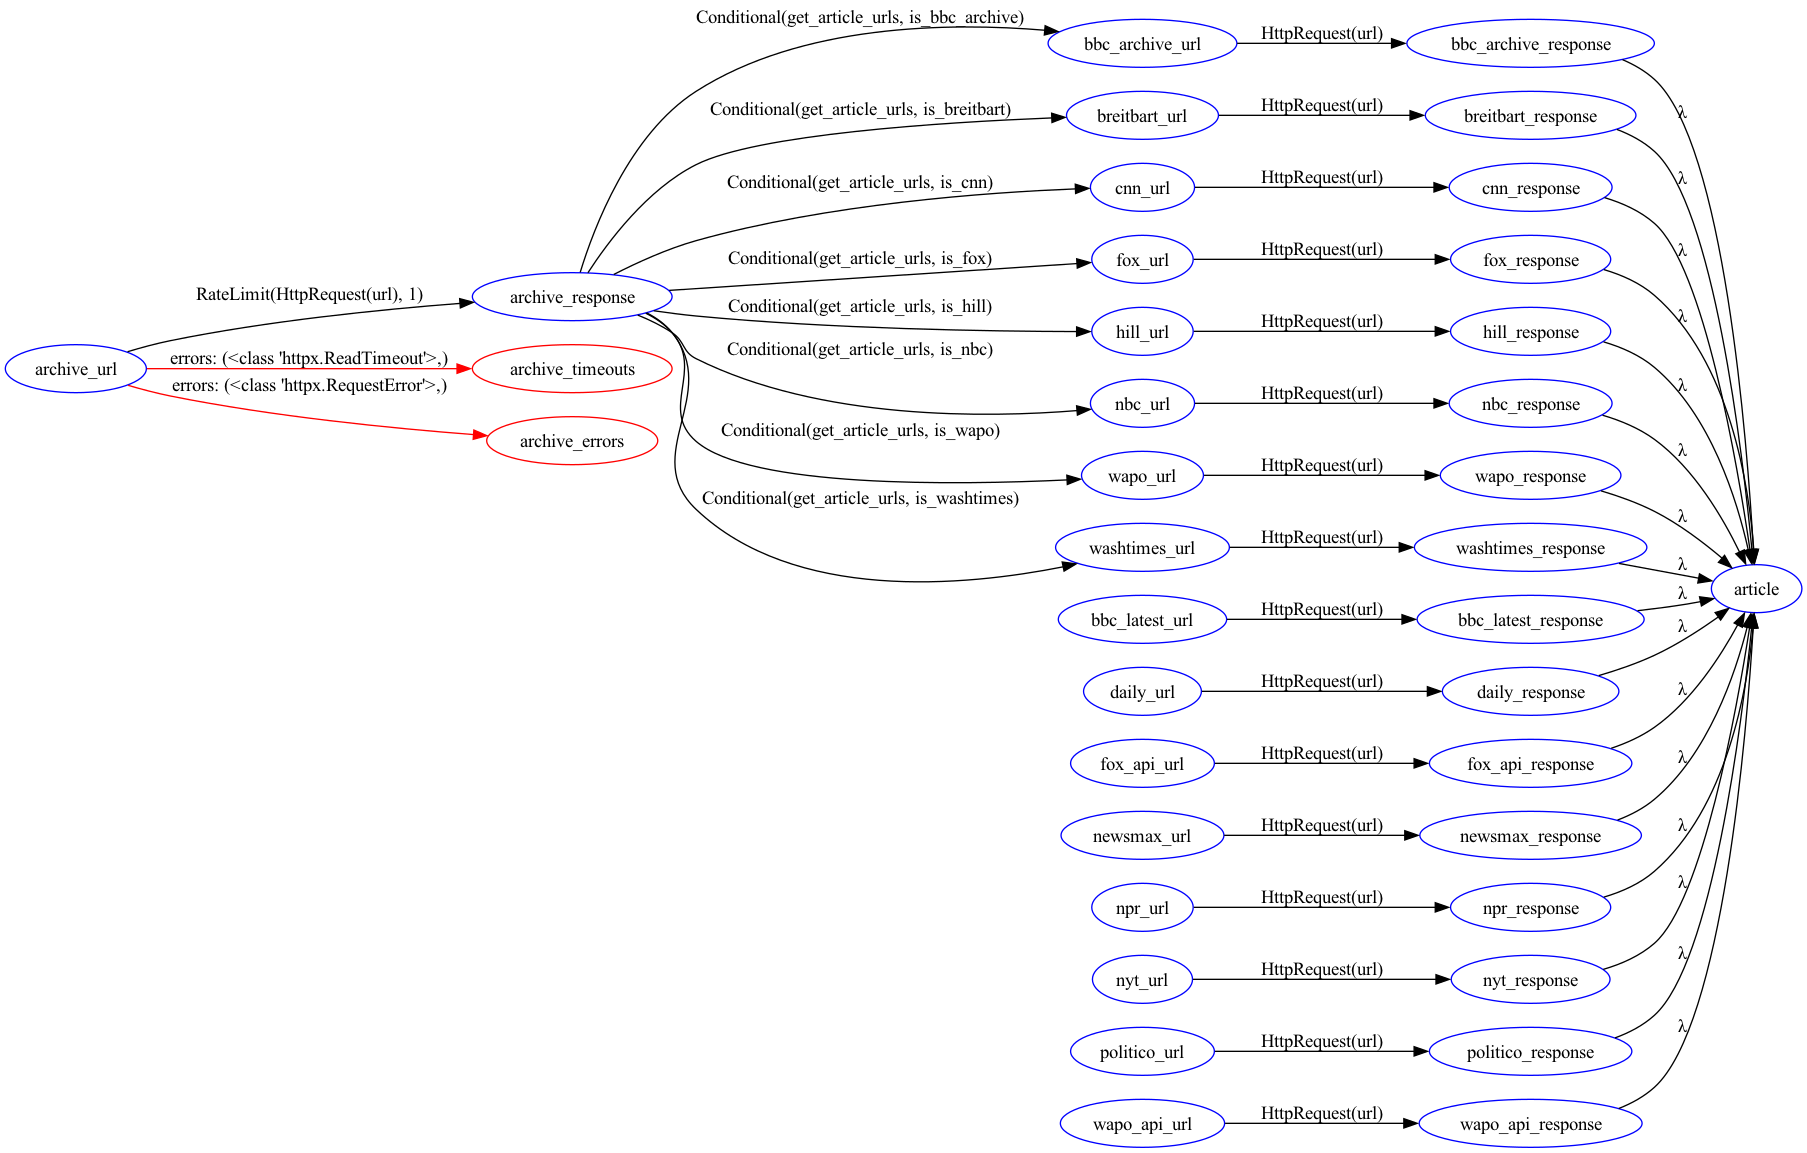 Conditional(get_article_urls, is_bbc_archive)
bbc_archive_url
HttpRequest(url)
bbc_archive_response
λ
Conditional(get_article_urls, is_breitbart)
breitbart_url
HttpRequest(url)
breitbart_response
λ
Conditional(get_article_urls, is_cnn)
cnn_url
HttpRequest(url)
cnn_response
λ
Conditional(get_article_urls, is_fox)
fox_url
HttpRequest(url)
fox_response
λ
RateLimit(HttpRequest(url), 1)
archive_response
Conditional(get_article_urls, is_hill)
hill_url
HttpRequest(url)
hill_response
λ
archive_url
errors: (<class 'httpx.ReadTimeout'>,)
archive_timeouts
errors: (<class 'httpx.RequestError'>,)
archive_errors
Conditional(get_article_urls, is_nbc)
nbc_url
HttpRequest(url)
nbc_response
λ
Conditional(get_article_urls, is_wapo)
wapo_url
HttpRequest(url)
wapo_response
λ
Conditional(get_article_urls, is_washtimes)
washtimes_url
HttpRequest(url)
washtimes_response
λ
article
bbc_latest_url
HttpRequest(url)
bbc_latest_response
λ
daily_url
HttpRequest(url)
daily_response
λ
fox_api_url
HttpRequest(url)
fox_api_response
λ
newsmax_url
HttpRequest(url)
newsmax_response
λ
npr_url
HttpRequest(url)
npr_response
λ
nyt_url
HttpRequest(url)
nyt_response
λ
politico_url
HttpRequest(url)
politico_response
λ
wapo_api_url
HttpRequest(url)
wapo_api_response
λ